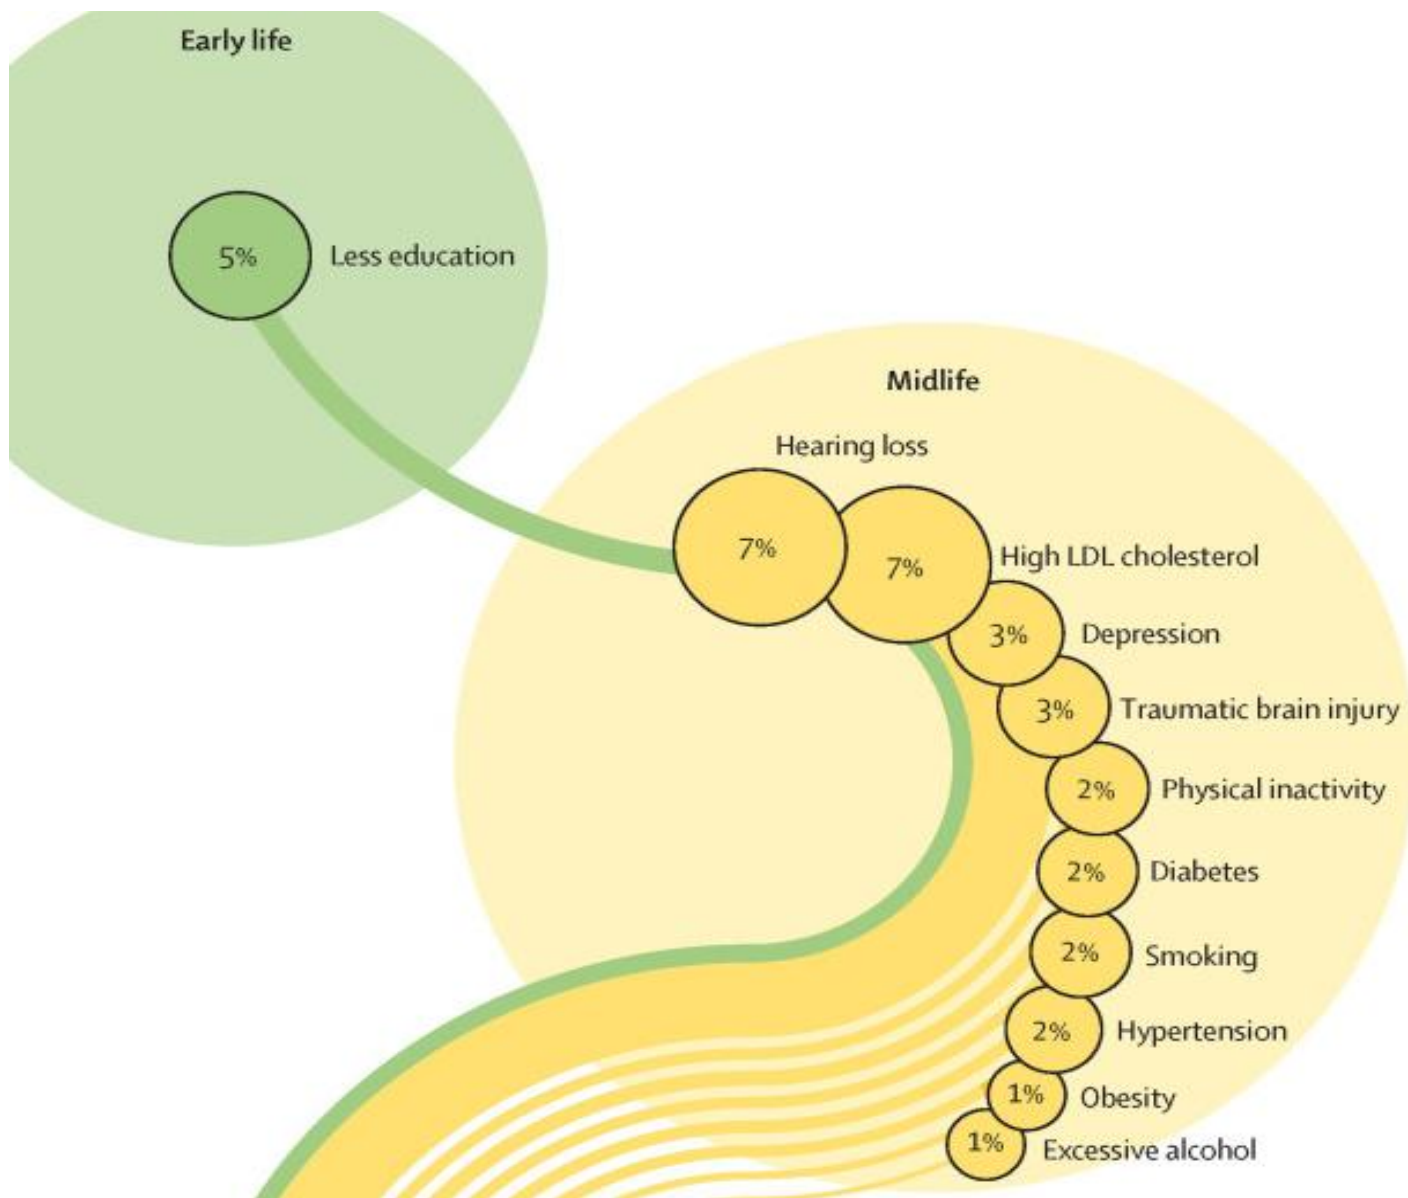 Early life
5% Less education
Midlife
Hearing loss
7%
7% High LDL cholesterol
3% Depression
3% Traumatic brain injury
2% Physical inactivity
2% Diabetes
2% Smoking
2% Hypertension
1% Obesity
1% Excessive alcohol